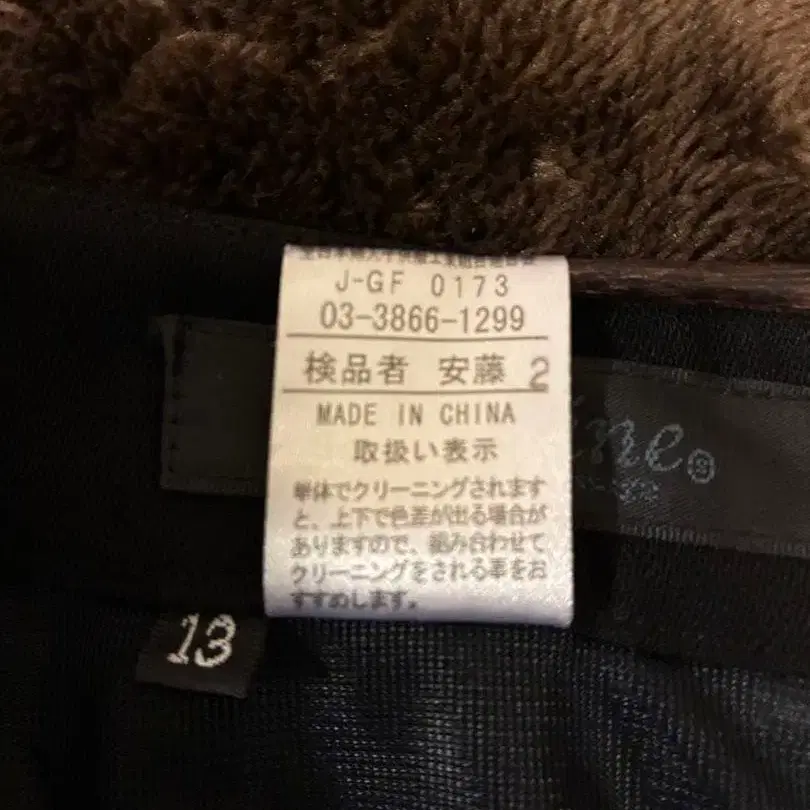 J-GF 0173
03-3866-1299
検品者 安藤 2
MADE IN CHINA
取扱い表示
単体でクリーニングされます
と、上下で色差が出る場合が
ありますので、組み合わせて
クリーニングをされる事をお
すすめします。
13